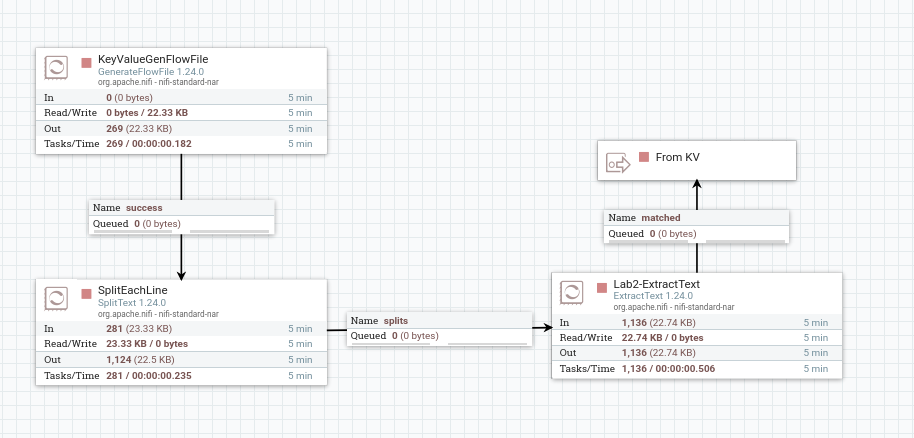 KeyValueGenFlowFile
GenerateFlowFile 1.24.0
org.apache.nifi - nifi-standard-nar
In 0 (0 bytes) 5 min
Read/Write 0 bytes / 22.33 KB 5 min
Out 269 (22.33 KB) 5 min
Tasks/Time 269 / 00:00:00.182 5 min
Name success
Queued 0 (0 bytes)
SplitEachLine
SplitText 1.24.0
org.apache.nifi - nifi-standard-nar
In 281 (23.33 KB) 5 min
Read/Write 23.33 KB / 0 bytes 5 min
Out 1,124 (22.5 KB) 5 min
Tasks/Time 281 / 00:00:00.235 5 min
Name splits
Queued 0 (0 bytes)
From KV
Name matched
Queued 0 (0 bytes)
Lab2-ExtractText
ExtractText 1.24.0
org.apache.nifi - nifi-standard-nar
In 1,136 (22.74 KB) 5 min
Read/Write 22.74 KB / 0 bytes 5 min
Out 1,136 (22.74 KB) 5 min
Tasks/Time 1,136 / 00:00:00.506 5 min